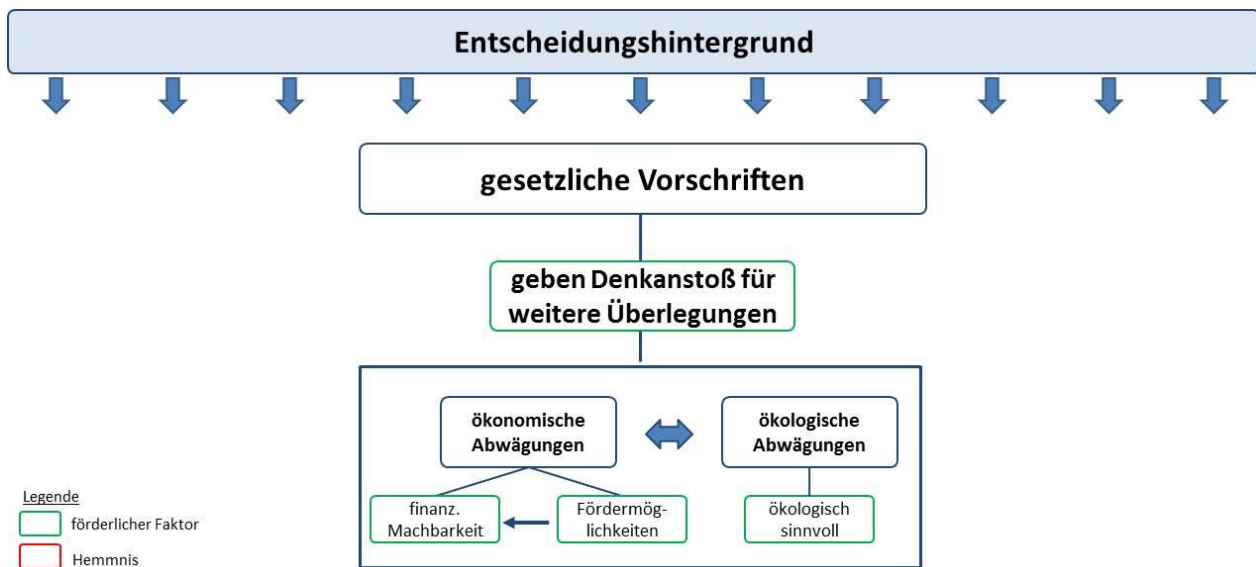 Entscheidungshintergrund
gesetzliche Vorschriften
geben Denkanstoß für
weitere Überlegungen
ökonomische
Abwägungen
ökologische
Abwägungen
finanz.
Machbarkeit
Fördermög-
lichkeiten
ökologisch
sinnvoll
Legende
förderlicher Faktor
Hemmnis